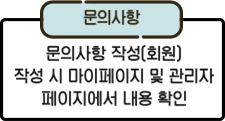 문의사항
문의사항 작성(회원)
작성 시 마이페이지 및 관리자
페이지에서 내용 확인